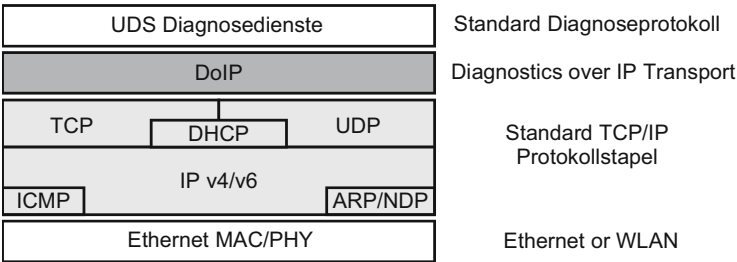 UDS Diagnosedienste
Standard Diagnoseprotokoll
DoIP
Diagnostics over IP Transport
TCP
DHCP
UDP
Standard TCP/IP
Protokollstapel
IP v4/v6
ICMP
ARP/NDP
Ethernet MAC/PHY
Ethernet or WLAN